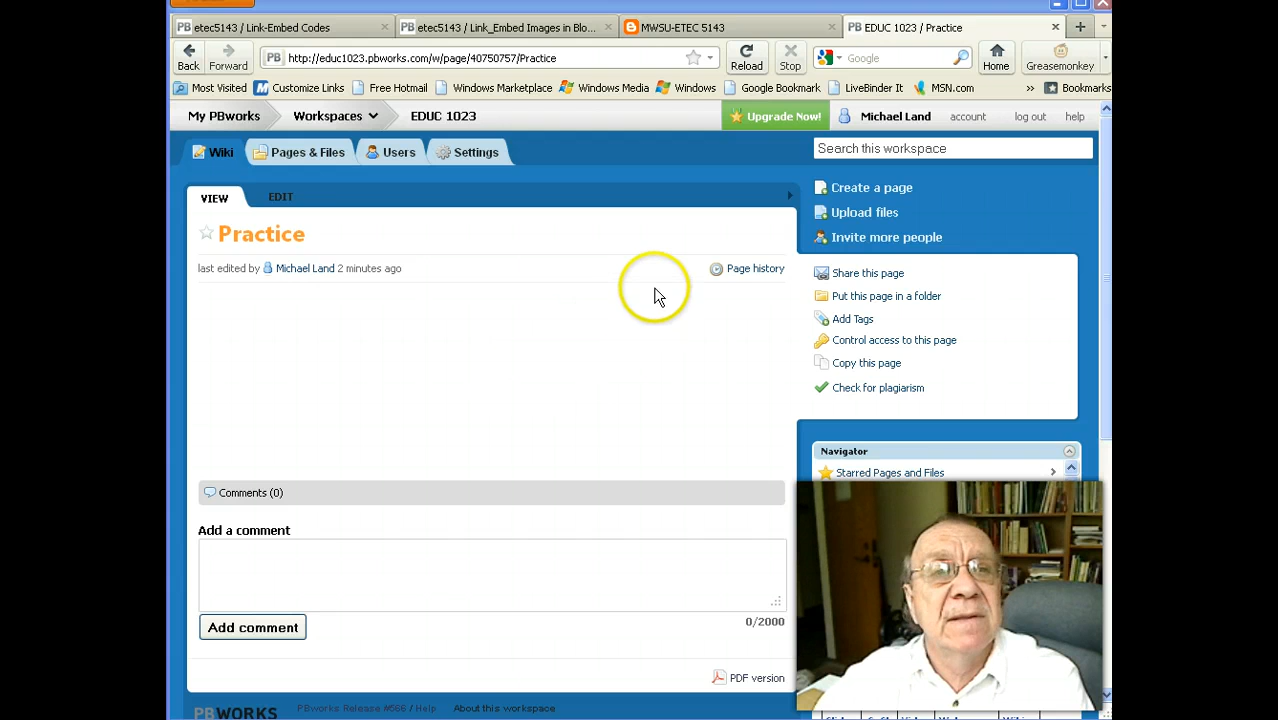 etec5143 / Link-Embed Codes
etec5143 / Link_Embed Images in Blo...
MWSU-ETEC 5143
EDUC 1023 / Practice
Back
Forward
http://educ1023.pbworks.com/w/page/40750757/Practice
Reload
Stop
Google
Home
Greasemonkey
Most Visited
Customize Links
Free Hotmail
Windows Marketplace
Windows Media
Windows
Google Bookmark
LiveBinder It
MSN.com
»
Bookmarks
My PBworks
Workspaces
EDUC 1023
Upgrade Now!
Michael Land
account
log out
help
Wiki
Pages & Files
Users
Settings
Search this workspace
VIEW
EDIT
Create a page
Upload files
Invite more people
Practice
last edited by Michael Land 2 minutes ago
Page history
Share this page
Put this page in a folder
Add Tags
Control access to this page
Copy this page
Check for plagiarism
Navigator
Starred Pages and Files
Comments (0)
Add a comment
Add comment
0/2000
PDF version
PBWORKS
PBworks Release #566 / Help
About this workspace